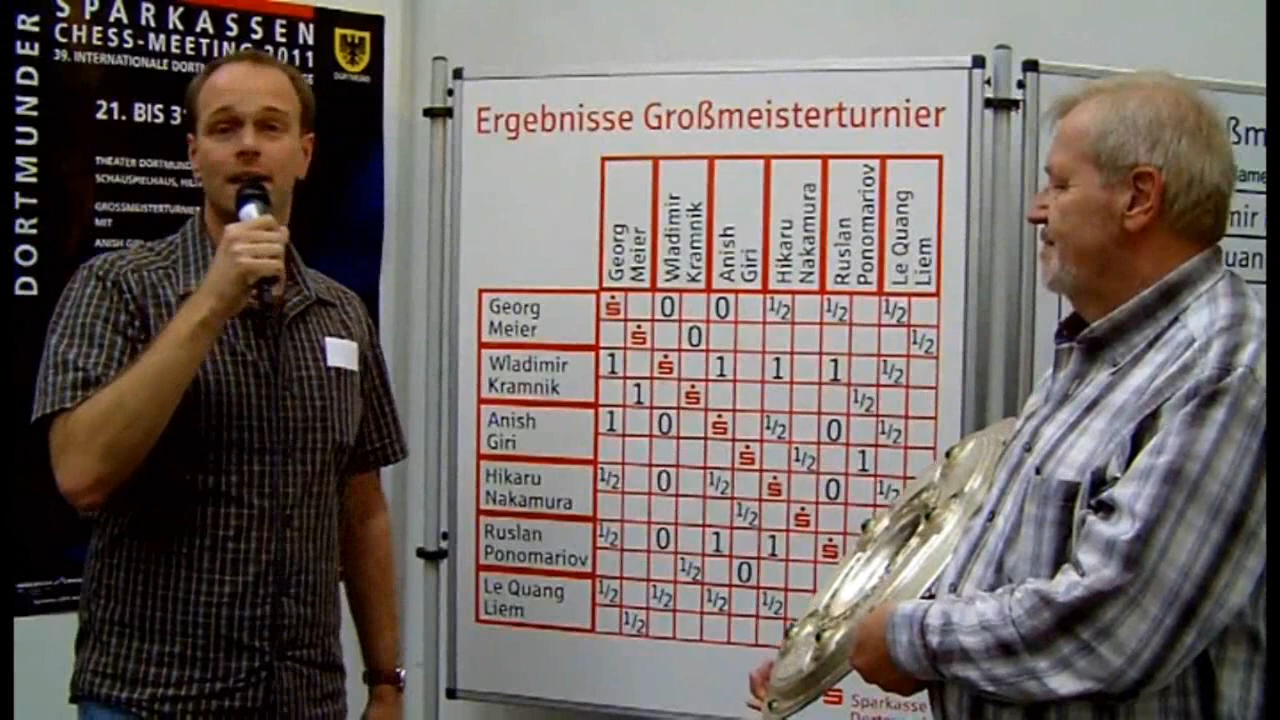 DORTMUNDER
SPARKASSEN
CHESS-MEETING 2011
39. INTERNATIONALE
DORTMUND
21. BIS
THEATER DORTMUND
SCHAUSPIELHAUS,
GROSSMEISTERTURNIER
MIT
ANISH
Ergebnisse Großmeisterturnier
Georg Meier
Wladimir Kramnik
Anish Giri
Hikaru Nakamura
Ruslan Ponomariov
Le Quang Liem
Georg 0 0 1/2 1/2 1/2
Meier 0 1/2
Wladimir 1 1 1 1 1/2
Kramnik 1 1/2
Anish 1 0 1/2 0 1/2
Giri 1/2 1
Hikaru 1/2 0 1/2 0 1/2
Nakamura 1/2
Ruslan 1/2 0 1 1
Ponomariov 1/2 0
Le Quang 1/2 1/2 1/2 1/2
Liem 1/2
Sparkasse